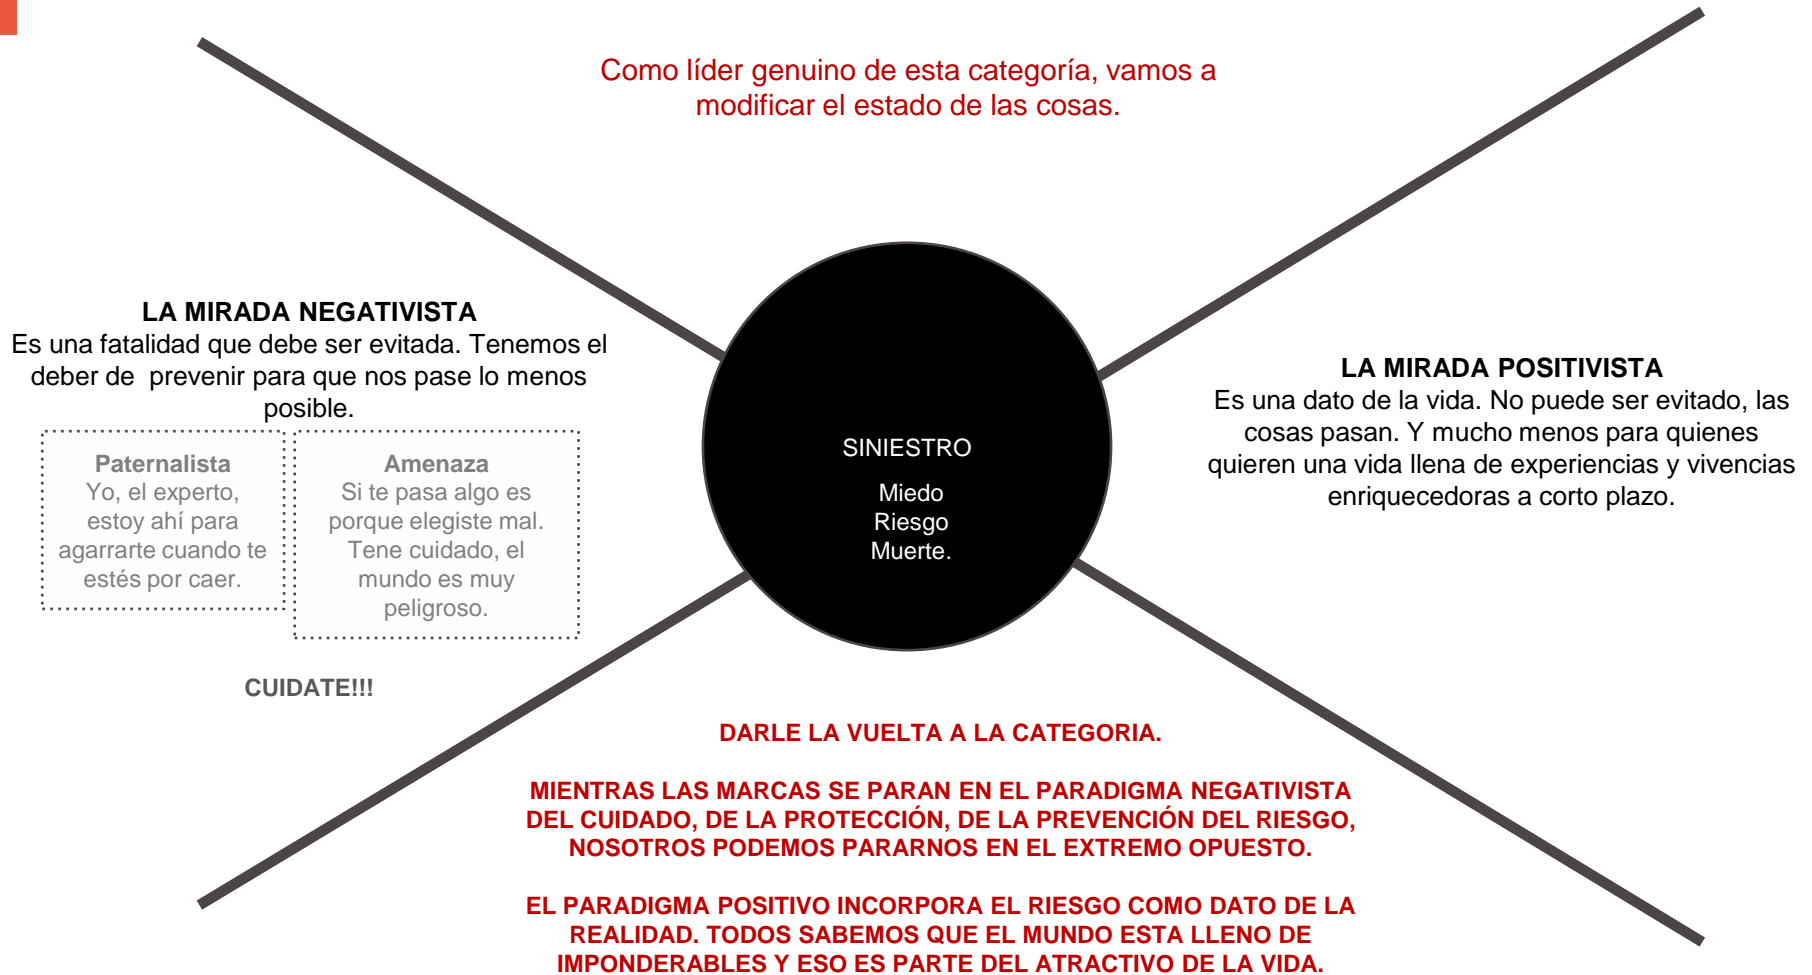 Como líder genuino de esta categoría, vamos a
modificar el estado de las cosas.
LA MIRADA NEGATIVISTA
Es una fatalidad que debe ser evitada. Tenemos el
deber de  prevenir para que nos pase lo menos
posible.
Paternalista
Yo, el experto,
estoy ahí para
agarrarte cuando te
estés por caer.
Amenaza
Si te pasa algo es
porque elegiste mal.
Tene cuidado, el
mundo es muy
peligroso.
CUIDATE!!!
SINIESTRO
Miedo
Riesgo
Muerte.
LA MIRADA POSITIVISTA
Es una dato de la vida. No puede ser evitado, las
cosas pasan. Y mucho menos para quienes
quieren una vida llena de experiencias y vivencias
enriquecedoras a corto plazo.
DARLE LA VUELTA A LA CATEGORIA.
MIENTRAS LAS MARCAS SE PARAN EN EL PARADIGMA NEGATIVISTA
DEL CUIDADO, DE LA PROTECCIÓN, DE LA PREVENCIÓN DEL RIESGO,
NOSOTROS PODEMOS PARARNOS EN EL EXTREMO OPUESTO.
EL PARADIGMA POSITIVO INCORPORA EL RIESGO COMO DATO DE LA
REALIDAD. TODOS SABEMOS QUE EL MUNDO ESTA LLENO DE
IMPONDERABLES Y ESO ES PARTE DEL ATRACTIVO DE LA VIDA.